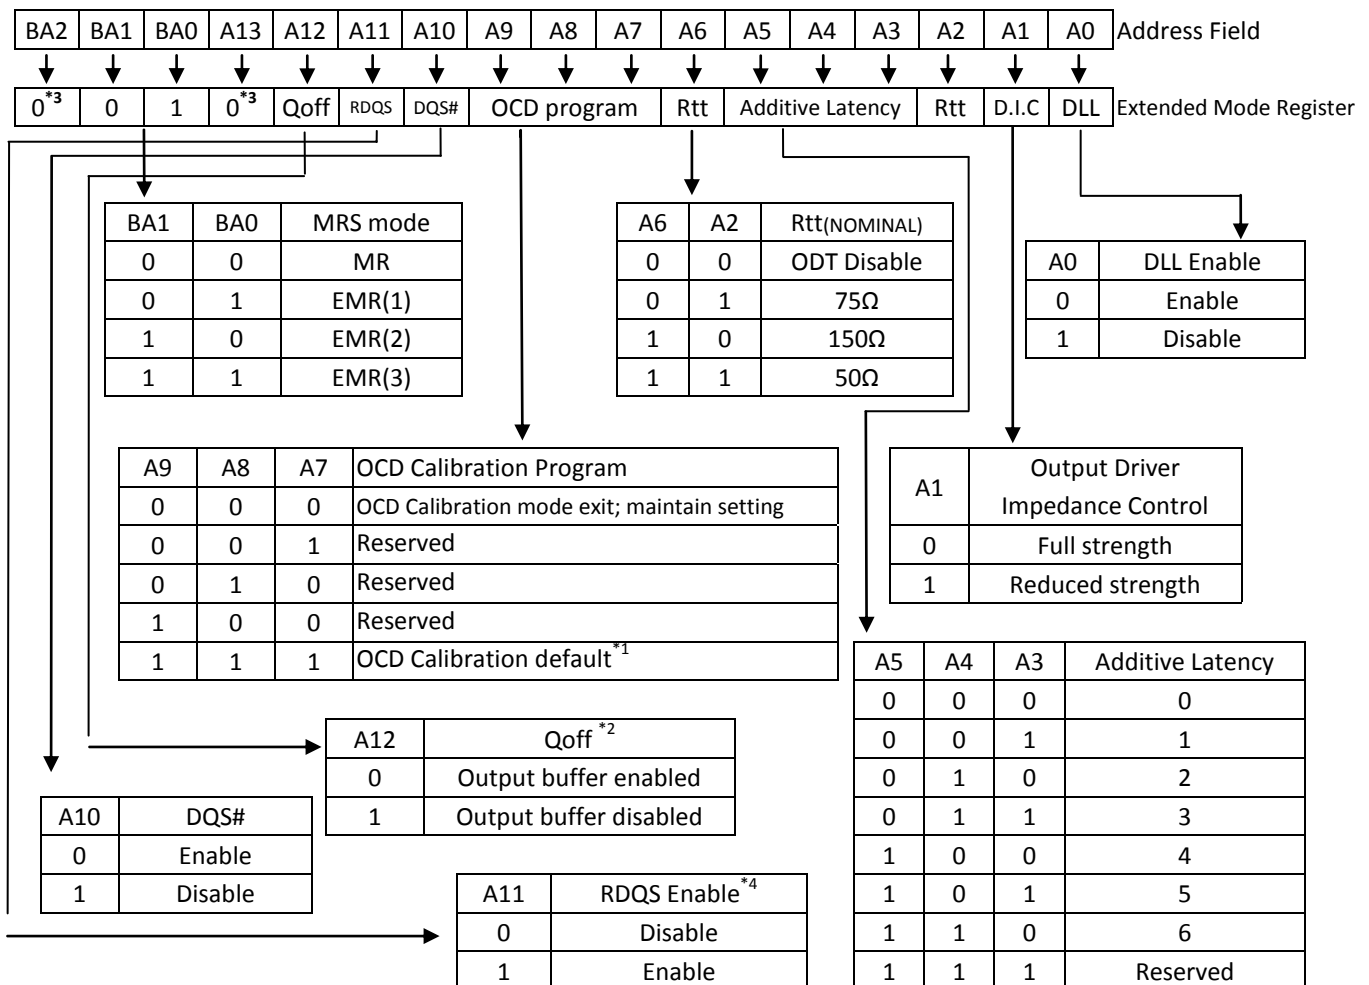 BA2 BA1 BA0 A13 A12 A11 A10 A9 A8 A7 A6 A5 A4 A3 A2 A1 A0 Address Field
0*3 0 1 0*3 Qoff RDQS DQS# OCD program Rtt Additive Latency Rtt D.I.C DLL Extended Mode Register
BA1 BA0 MRS mode
0 0 MR
0 1 EMR(1)
1 0 EMR(2)
1 1 EMR(3)
A6 A2 Rtt(NOMINAL)
0 0 ODT Disable
0 1 75Ω
1 0 150Ω
1 1 50Ω
A0 DLL Enable
0 Enable
1 Disable
A9 A8 A7 OCD Calibration Program
0 0 0 OCD Calibration mode exit; maintain setting
0 0 1 Reserved
0 1 0 Reserved
1 0 0 Reserved
1 1 1 OCD Calibration default*1
A1 Output Driver
Impedance Control
0 Full strength
1 Reduced strength
A12 Qoff *2
0 Output buffer enabled
1 Output buffer disabled
A10 DQS#
0 Enable
1 Disable
A11 RDQS Enable*4
0 Disable
1 Enable
A5 A4 A3 Additive Latency
0 0 0 0
0 0 1 1
0 1 0 2
0 1 1 3
1 0 0 4
1 0 1 5
1 1 0 6
1 1 1 Reserved